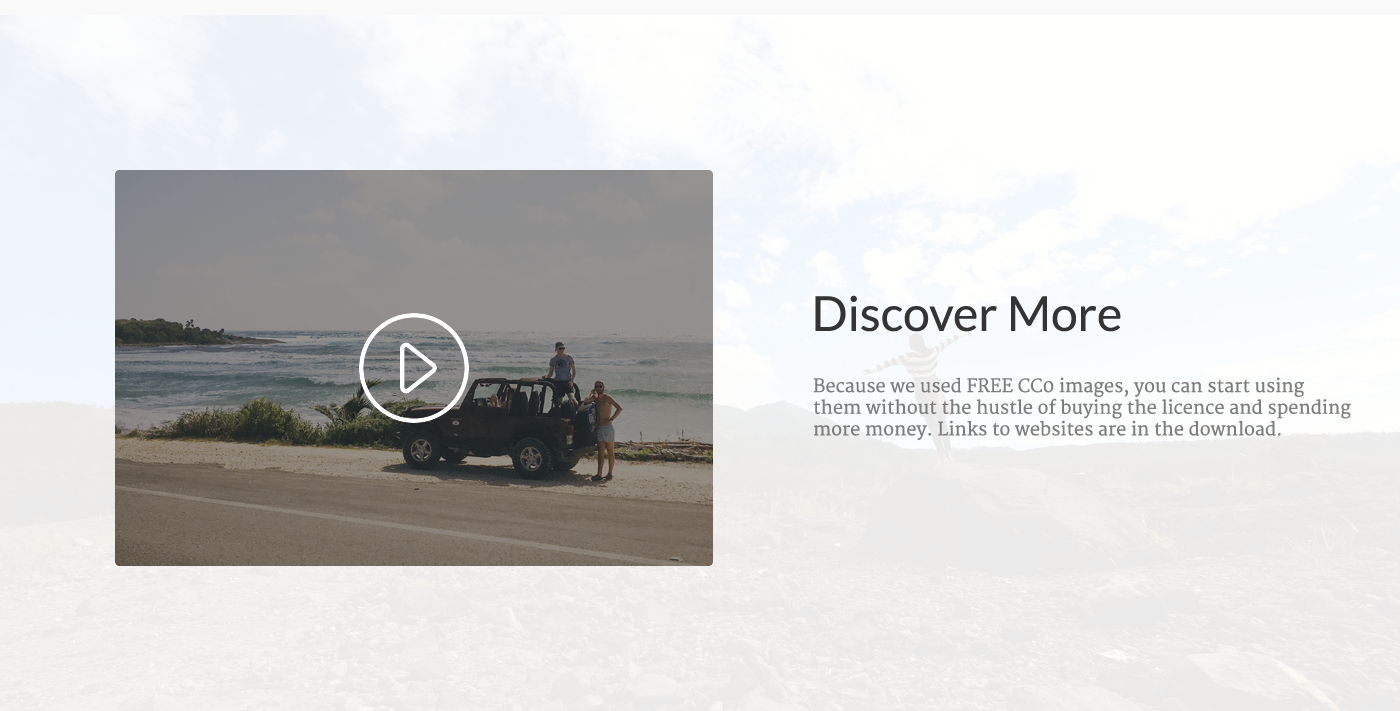 Discover More
Because we used FREE CC0 images, you can start using
them without the hustle of buying the licence and spending
more money. Links to websites are in the download.